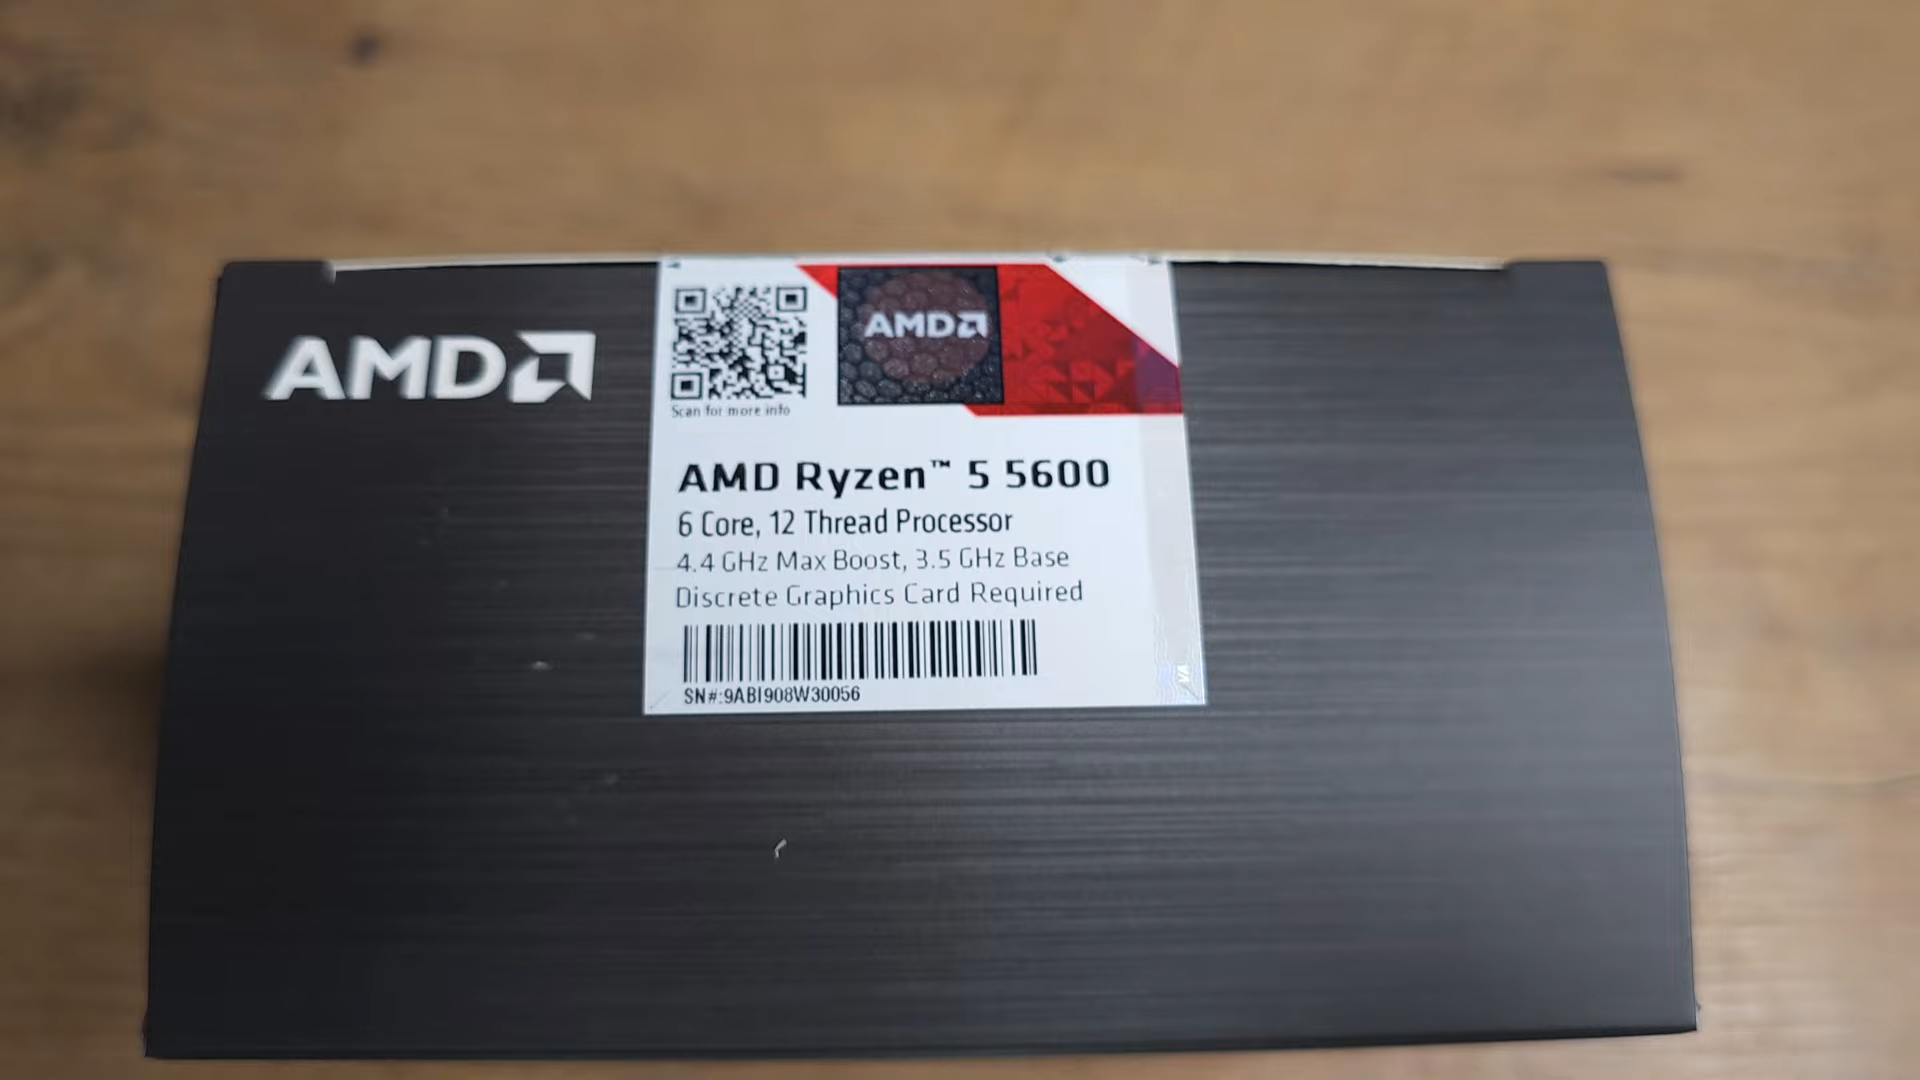 AMD
AMD
Scan for more info
AMD Ryzen™ 5 5600
6 Core, 12 Thread Processor
4.4 GHz Max Boost, 3.5 GHz Base
Discrete Graphics Card Required
SN#:9ABI908W30056
VA